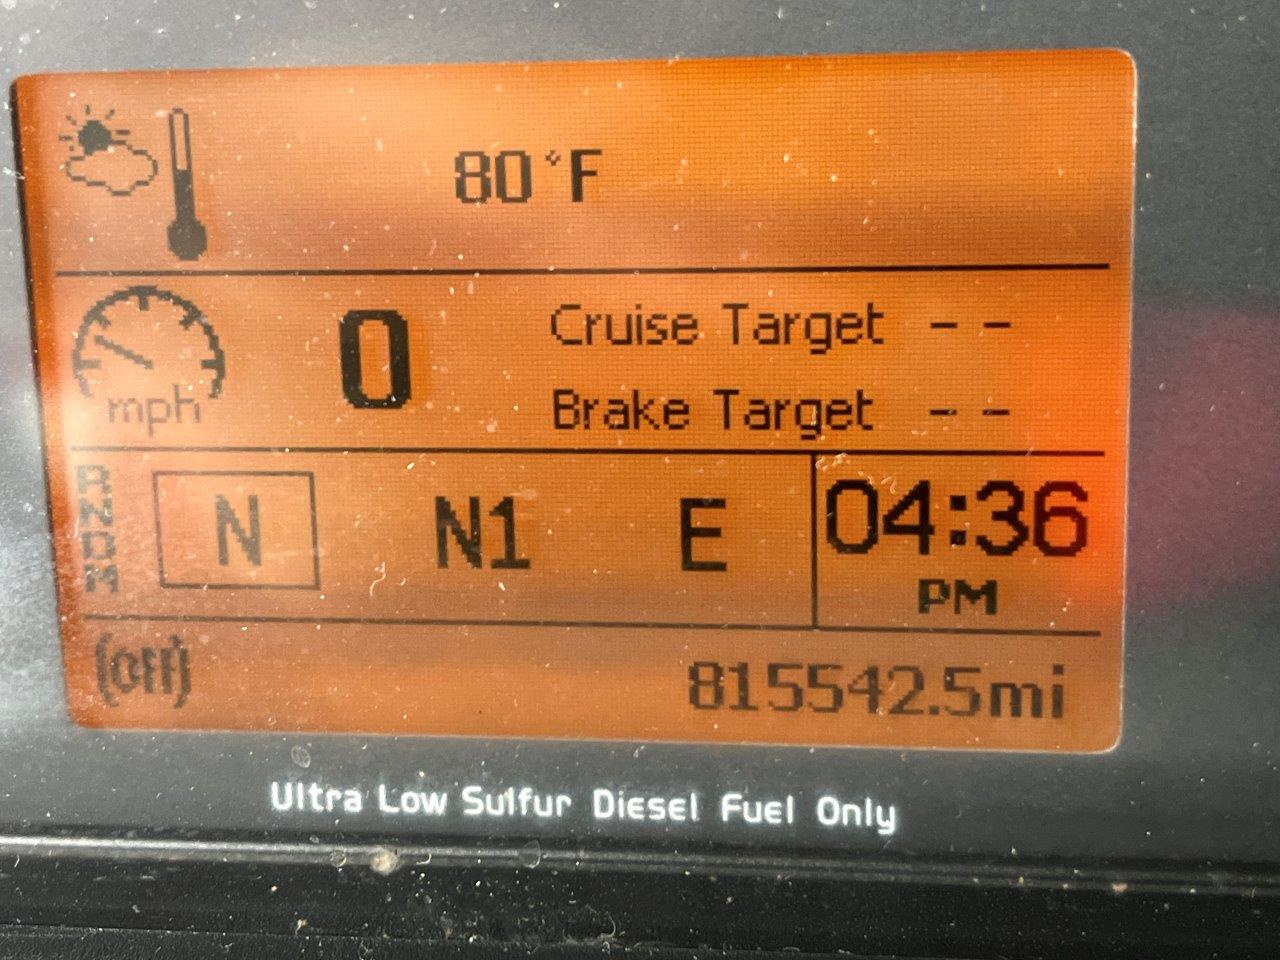 80°F
0
Cruise Target --
mph
Brake Target --
RNDM
N
N1
E
04:36
PM
(OFF)
815542.5mi
Ultra Low Sulfur Diesel Fuel Only